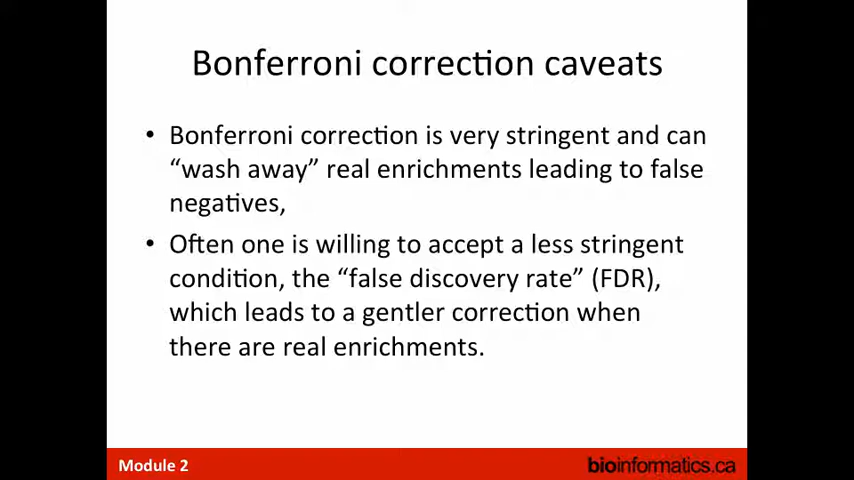 Bonferroni correction caveats
• Bonferroni correction is very stringent and can
“wash away” real enrichments leading to false
negatives,
• Often one is willing to accept a less stringent
condition, the “false discovery rate” (FDR),
which leads to a gentler correction when
there are real enrichments.
Module 2
bioinformatics.ca